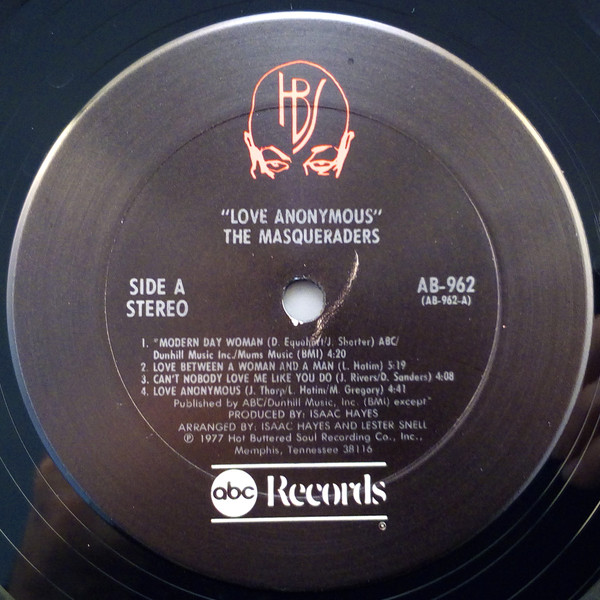 HBS
"LOVE ANONYMOUS"
THE MASQUERADERS
SIDE A
STEREO
AB-962
(AB-962-A)
1. *MODERN DAY WOMAN (D. /J. Shorter) ABC/
Dunhill Music Inc./Mums Music (BMI) 4:20
2. LOVE BETWEEN A WOMAN AND A MAN (L. Hatim) 5:19
3. CAN'T NOBODY LOVE ME LIKE YOU DO (J. Rivers/D. Sanders) 4:08
4. LOVE ANONYMOUS (J. Tharp/L. Hatim/M. Gregory) 4:41
Published by ABC/Dunhill Music, Inc. (BMI) except*
PRODUCED BY: ISAAC HAYES
ARRANGED BY: ISAAC HAYES AND LESTER SNELL
℗ 1977 Hot Buttered Soul Recording Co., Inc.,
Memphis, Tennessee 38116
abc Records
®